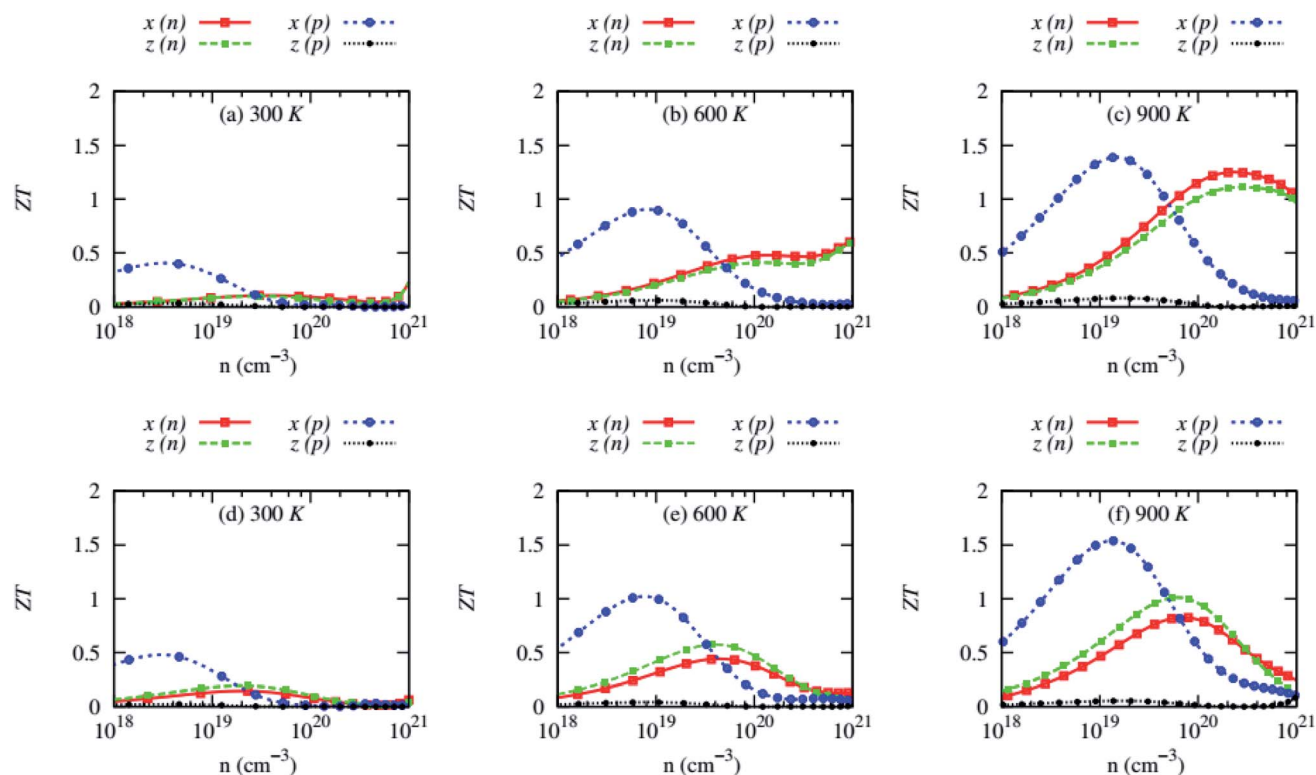 x (n) x (p)
z (n) z (p)
x (n) x (p)
z (n) z (p)
x (n) x (p)
z (n) z (p)
2
1.5
1
0.5
0
ZT
(a) 300 K
10^18 10^19 10^20 10^21
n (cm^−3)
2
1.5
1
0.5
0
ZT
(b) 600 K
10^18 10^19 10^20 10^21
n (cm^−3)
2
1.5
1
0.5
0
ZT
(c) 900 K
10^18 10^19 10^20 10^21
n (cm^−3)
x (n) x (p)
z (n) z (p)
x (n) x (p)
z (n) z (p)
x (n) x (p)
z (n) z (p)
2
1.5
1
0.5
0
ZT
(d) 300 K
10^18 10^19 10^20 10^21
n (cm^−3)
2
1.5
1
0.5
0
ZT
(e) 600 K
10^18 10^19 10^20 10^21
n (cm^−3)
2
1.5
1
0.5
0
ZT
(f) 900 K
10^18 10^19 10^20 10^21
n (cm^−3)